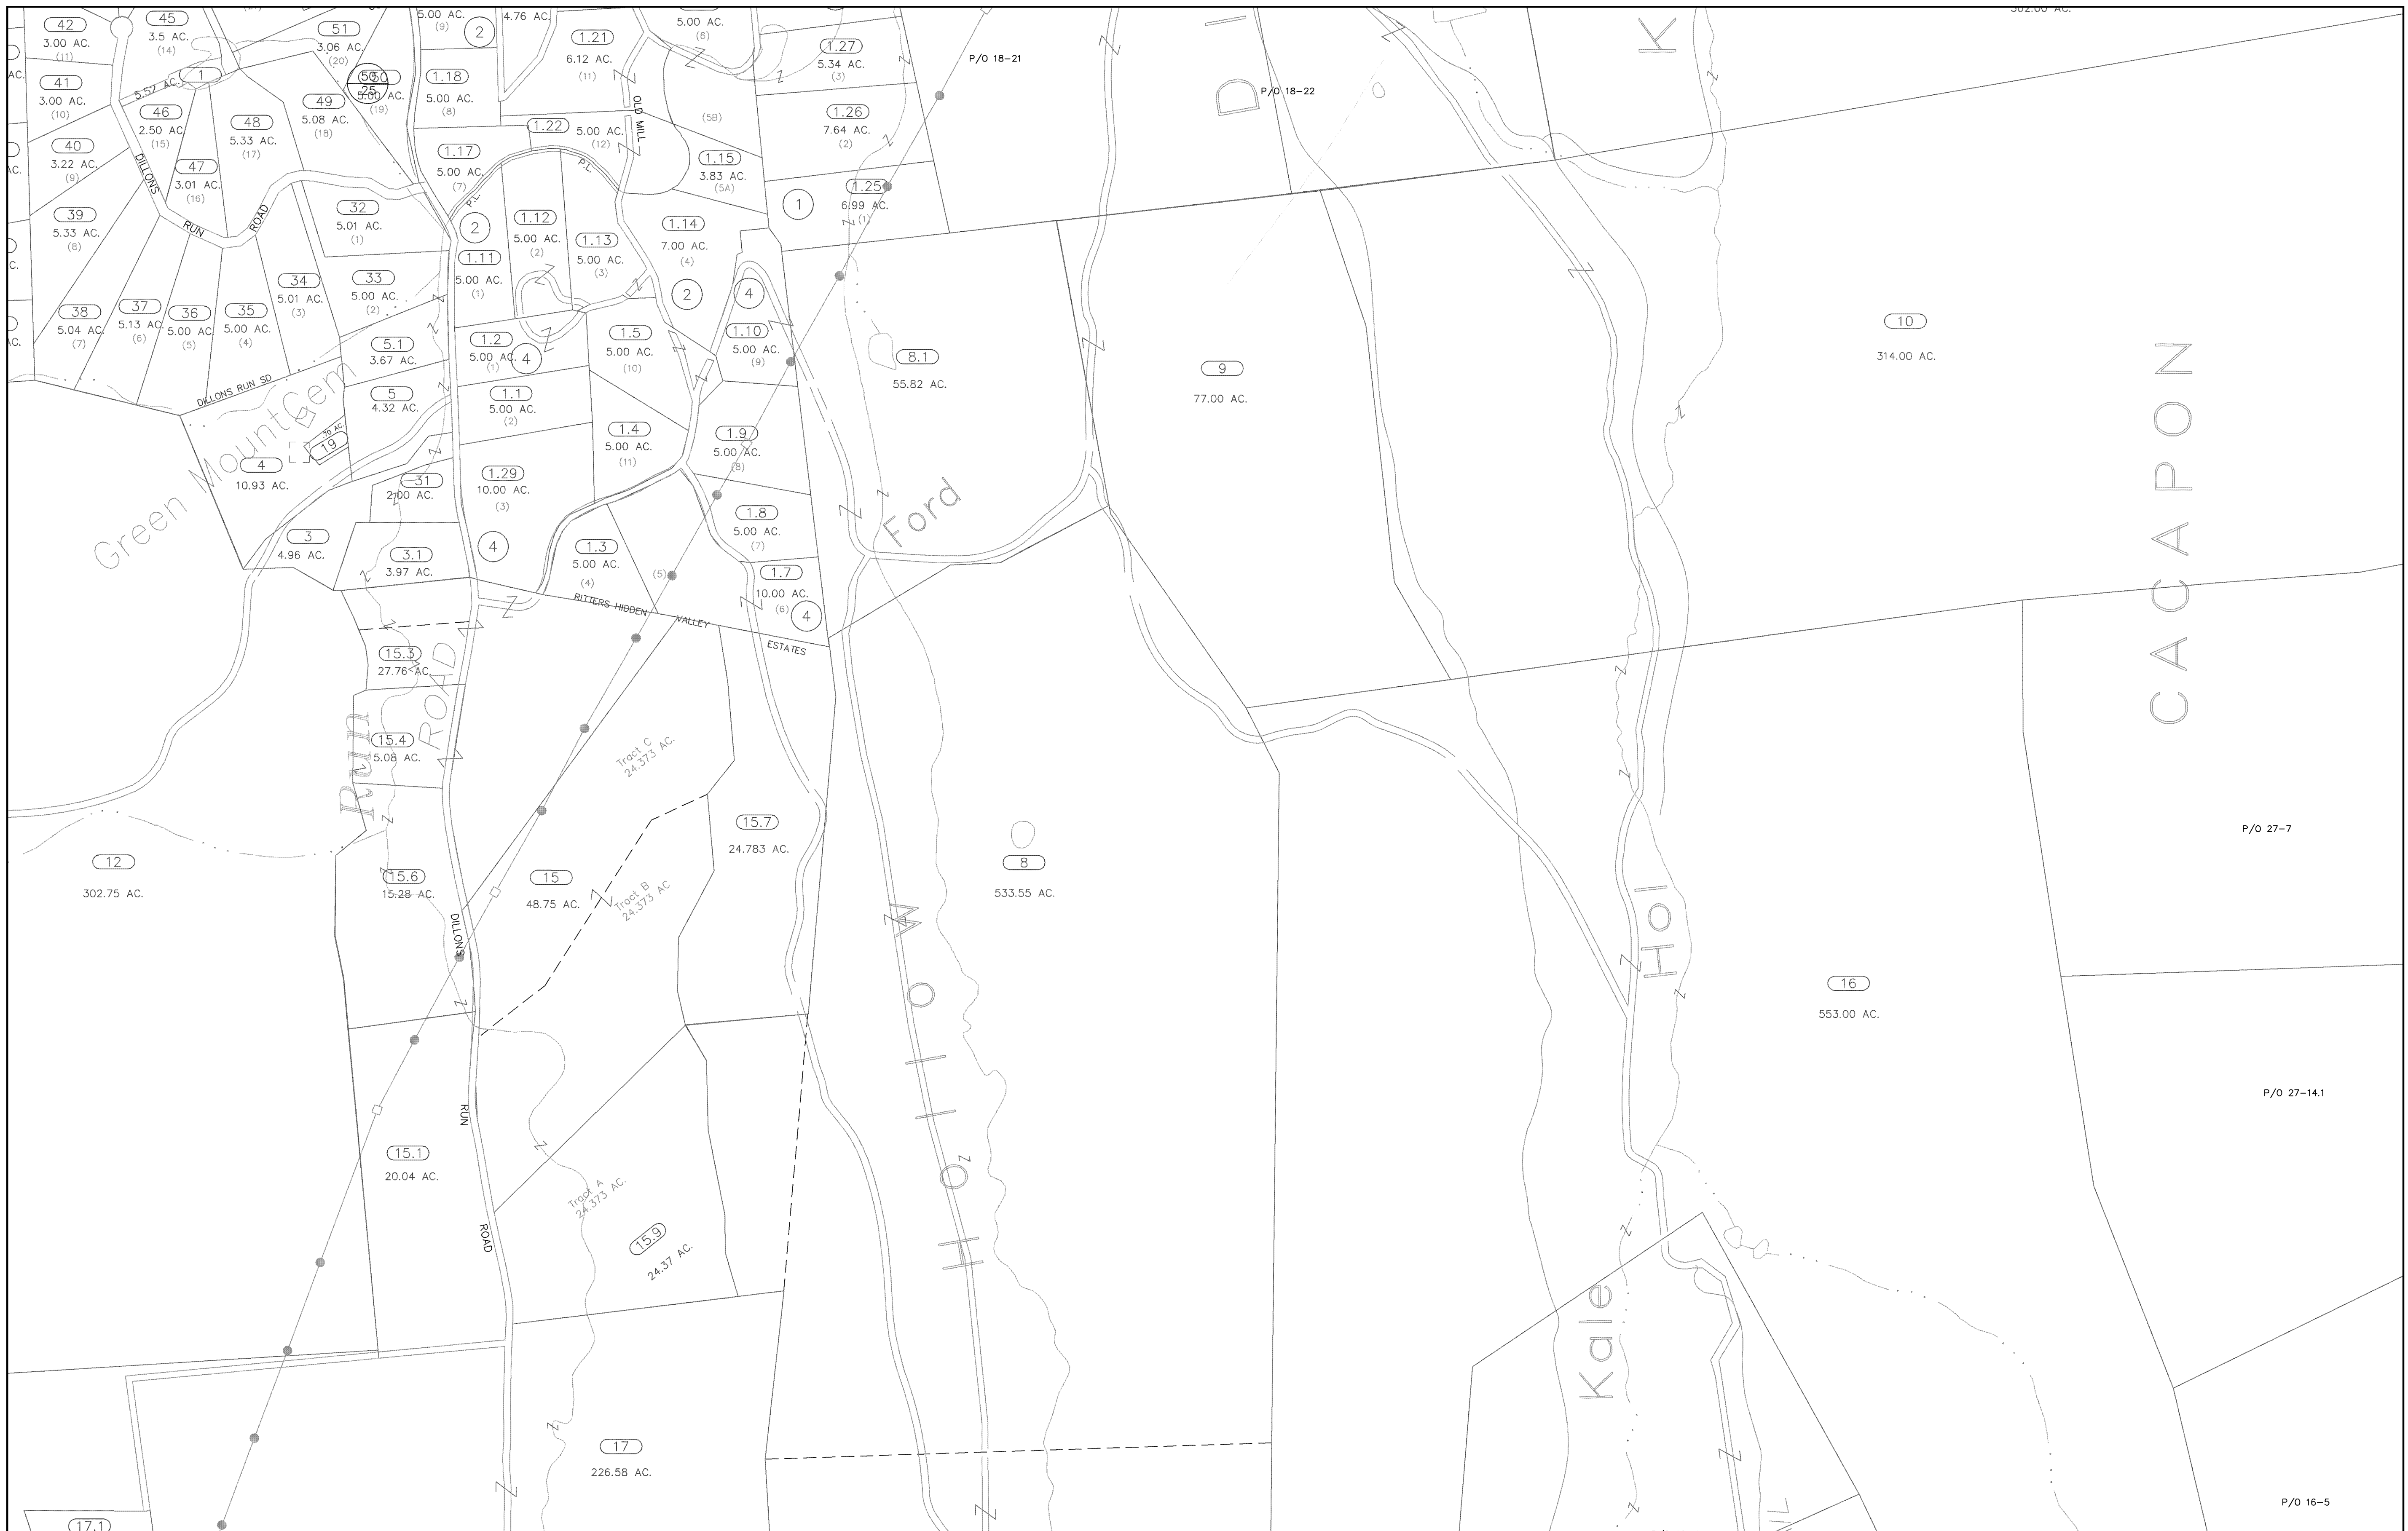 42
3.00 AC.
(11)
45
3.5 AC.
(14)
51
3.06 AC.
(20)
5.00 AC.
(9)
2
4.76 AC.
1.21
6.12 AC.
(11)
5.00 AC.
(6)
1.27
5.34 AC.
(3)
P/O 18-21
D I
K
P/O 18-22
41
3.00 AC.
(10)
5.52 AC.
1
50
25
5.00 AC.
(19)
49
5.08 AC.
(18)
1.18
5.00 AC.
(8)
OLD MILL
(5B)
1.26
7.64 AC.
(2)
46
2.50 AC.
(15)
48
5.33 AC.
(17)
1.22
5.00 AC.
(12)
40
3.22 AC.
(9)
DILLONS
RUN
ROAD
47
3.01 AC.
(16)
1.17
5.00 AC.
(7)
P.L.
P.L.
1.15
3.83 AC.
(5A)
1.25
6.99 AC.
(1)
1
39
5.33 AC.
(8)
32
5.01 AC.
(1)
2
1.12
5.00 AC.
(2)
1.13
5.00 AC.
(3)
1.14
7.00 AC.
(4)
1.11
5.00 AC.
(1)
34
5.01 AC.
(3)
33
5.00 AC.
(2)
2
4
38
5.04 AC.
(7)
37
5.13 AC.
(6)
36
5.00 AC.
(5)
35
5.00 AC.
(4)
5.1
3.67 AC.
1.2
5.00 AC.
(1)
4
1.5
5.00 AC.
(10)
1.10
5.00 AC.
(9)
8.1
55.82 AC.
9
77.00 AC.
10
314.00 AC.
CACAPON
DILLONS RUN SD
5
4.32 AC.
1.1
5.00 AC.
(2)
Green Mount Cem
.70 AC.
19
4
10.93 AC.
1.4
5.00 AC.
(11)
1.9
5.00 AC.
(8)
31
2.00 AC.
1.29
10.00 AC.
(3)
1.8
5.00 AC.
(7)
Ford
3
4.96 AC.
3.1
3.97 AC.
4
1.3
5.00 AC.
(4)
(5)
1.7
10.00 AC.
(6)
4
RITTERS HIDDEN
VALLEY
ESTATES
15.3
27.76 AC.
ROAD
Run
15.4
5.08 AC.
Tract C
24.373 AC.
15.7
24.783 AC.
8
533.55 AC.
P/O 27-7
12
302.75 AC.
15.6
15.28 AC.
15
48.75 AC.
Tract B
24.373 AC
DILLONS
RUN
ROAD
Hollow
Kale Hol
16
553.00 AC.
P/O 27-14.1
15.1
20.04 AC.
Tract A
24.373 AC.
15.9
24.37 AC.
17
226.58 AC.
17.1
P/O 16-5